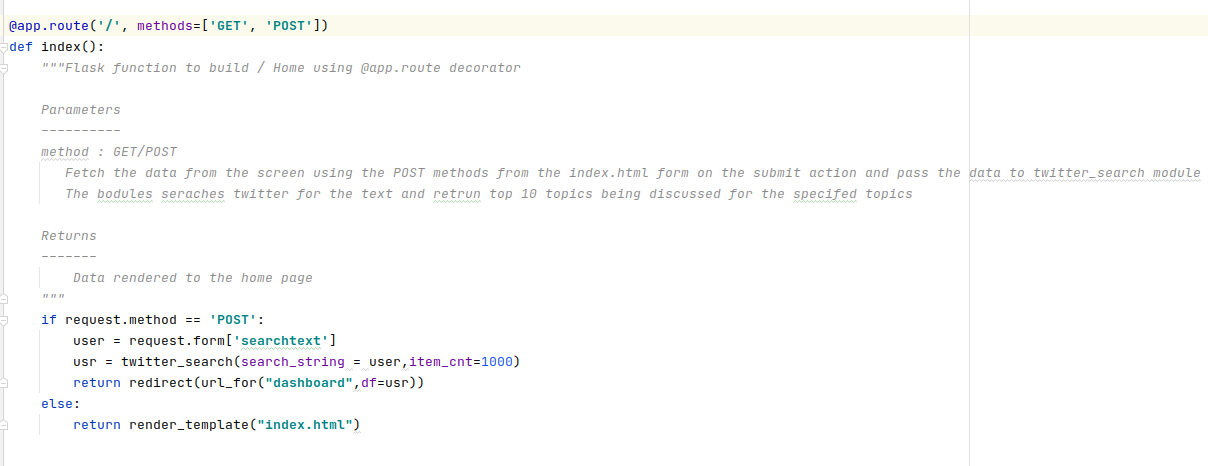 @app.route('/', methods=['GET', 'POST'])
def index():
    """Flask function to build / Home using @app.route decorator

    Parameters
    ----------
    method : GET/POST
       Fetch the data from the screen using the POST methods from the index.html form on the submit action and pass the data to twitter_search module
       The bodules seraches twitter for the text and retrun top 10 topics being discussed for the specifed topics

    Returns
    -------
        Data rendered to the home page
    """
    if request.method == 'POST':
        user = request.form['searchtext']
        usr = twitter_search(search_string = user,item_cnt=1000)
        return redirect(url_for("dashboard",df=usr))
    else:
        return render_template("index.html")